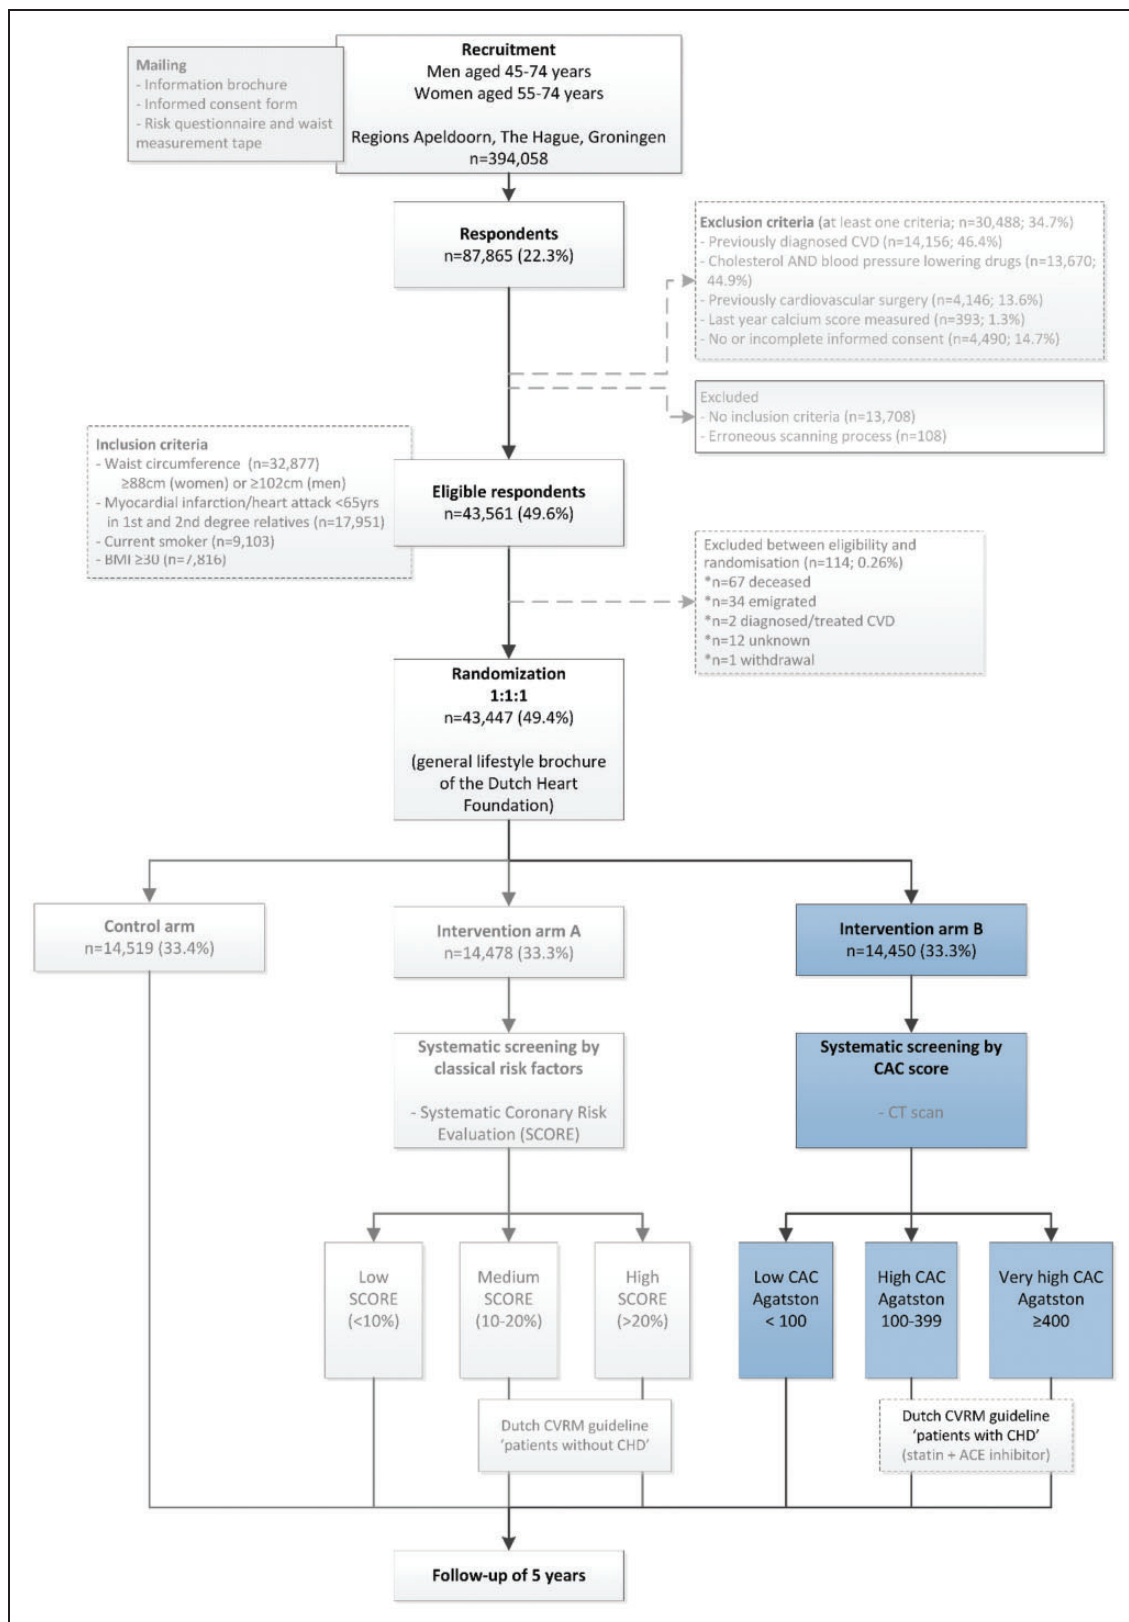 Recruitment
Men aged 45-74 years
Women aged 55-74 years
Regions Apeldoorn, The Hague, Groningen
n=394,058
Mailing
- Information brochure
- Informed consent form
- Risk questionnaire and waist
measurement tape
Respondents
n=87,865 (22.3%)
Exclusion criteria (at least one criteria; n=30,488; 34.7%)
- Previously diagnosed CVD (n=14,156; 46.4%)
- Cholesterol AND blood pressure lowering drugs (n=13,670;
44.9%)
- Previously cardiovascular surgery (n=4,146; 13.6%)
- Last year calcium score measured (n=393; 1.3%)
- No or incomplete informed consent (n=4,490; 14.7%)
Excluded
- No inclusion criteria (n=13,708)
- Erroneous scanning process (n=108)
Inclusion criteria
- Waist circumference (n=32,877)
≥88cm (women) or ≥102cm (men)
- Myocardial infarction/heart attack <65yrs
in 1st and 2nd degree relatives (n=17,951)
- Current smoker (n=9,103)
- BMI ≥30 (n=7,816)
Eligible respondents
n=43,561 (49.6%)
Excluded between eligibility and
randomisation (n=114; 0.26%)
*n=67 deceased
*n=34 emigrated
*n=2 diagnosed/treated CVD
*n=12 unknown
*n=1 withdrawal
Randomization
1:1:1
n=43,447 (49.4%)
(general lifestyle brochure
of the Dutch Heart
Foundation)
Control arm
n=14,519 (33.4%)
Intervention arm A
n=14,478 (33.3%)
Intervention arm B
n=14,450 (33.3%)
Systematic screening by
classical risk factors
- Systematic Coronary Risk
Evaluation (SCORE)
Systematic screening by
CAC score
- CT scan
Low
SCORE
(<10%)
Medium
SCORE
(10-20%)
High
SCORE
(>20%)
Low CAC
Agatston
< 100
High CAC
Agatston
100-399
Very high CAC
Agatston
≥400
Dutch CVRM guideline
'patients without CHD'
Dutch CVRM guideline
'patients with CHD'
(statin + ACE inhibitor)
Follow-up of 5 years